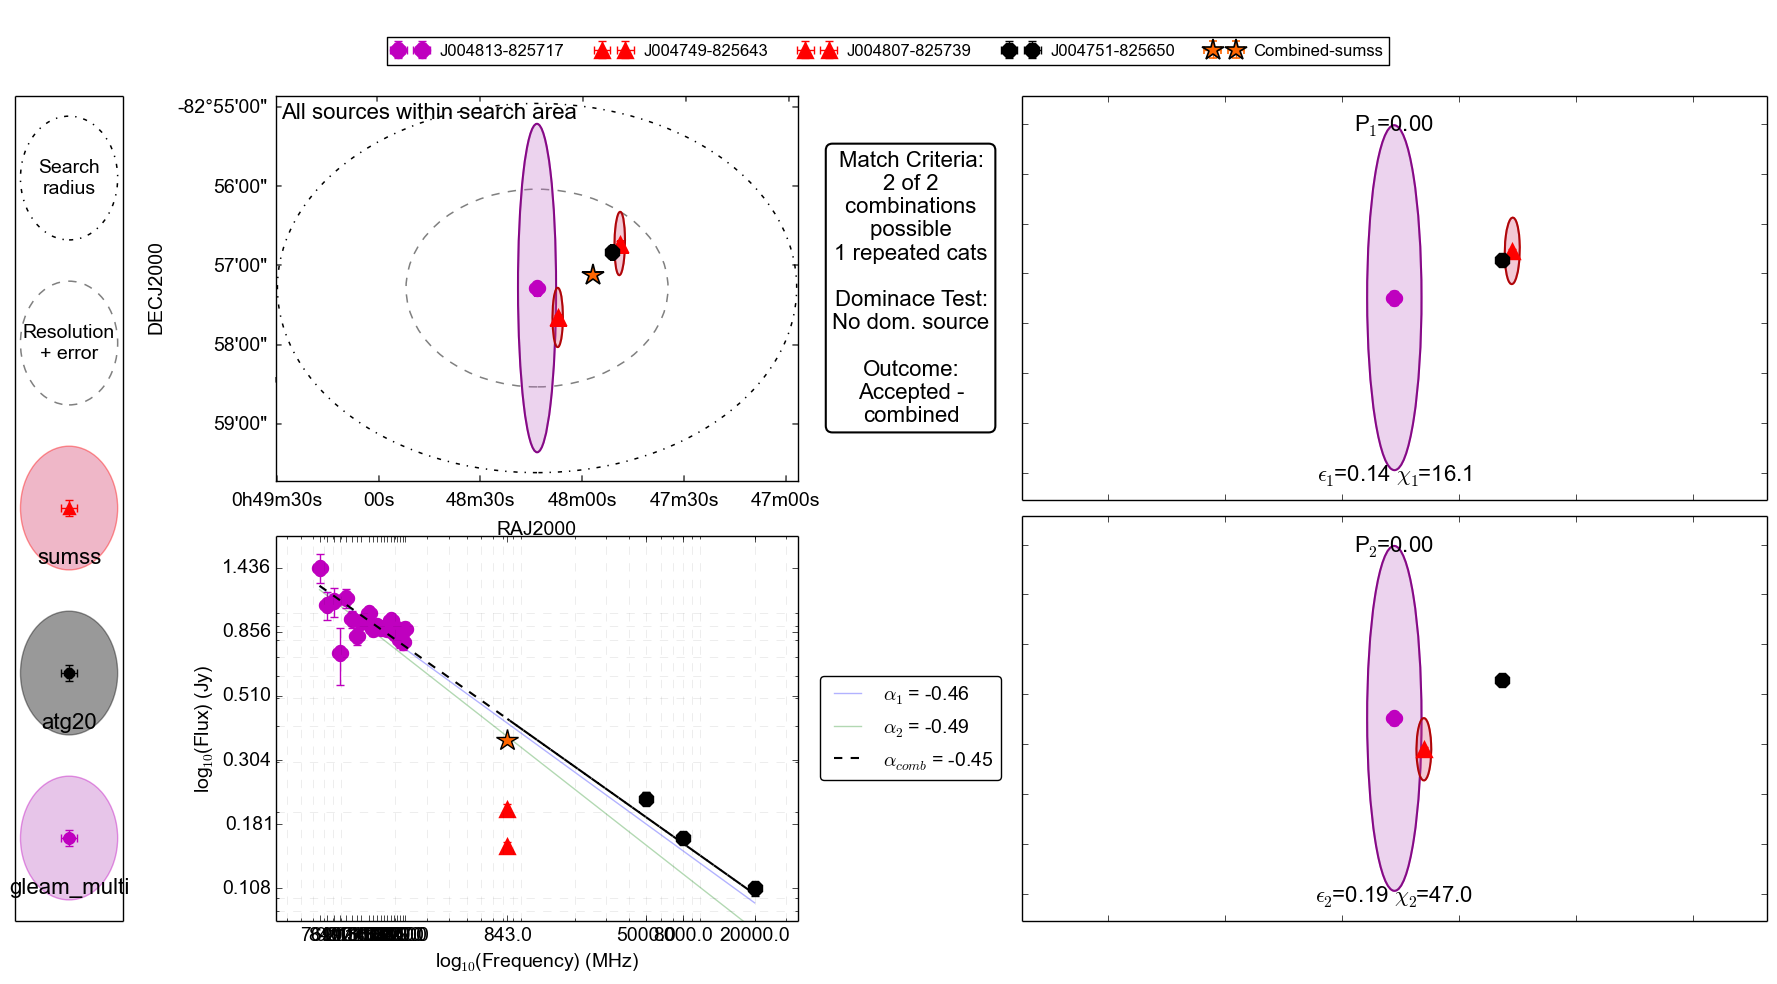 J004813-825717 J004749-825643 J004807-825739 J004751-825650 Combined-sumss
Search
radius
Resolution
+ error
sumss
atg20
gleam_multi
All sources within search area
-82°55'00"
56'00"
57'00"
58'00"
59'00"
DECJ2000
0h49m30s 00s 48m30s 48m00s 47m30s 47m00s
RAJ2000
Match Criteria:
2 of 2
combinations
possible
1 repeated cats
Dominace Test:
No dom. source
Outcome:
Accepted -
combined
P1=0.00
ϵ1=0.14 χ1=16.1
P2=0.00
ϵ2=0.19 χ2=47.0
1.436
0.856
0.510
0.304
0.181
0.108
log10(Flux) (Jy)
843.0 5000.0 8000.0 20000.0
log10(Frequency) (MHz)
α1 = -0.46
α2 = -0.49
αcomb = -0.45